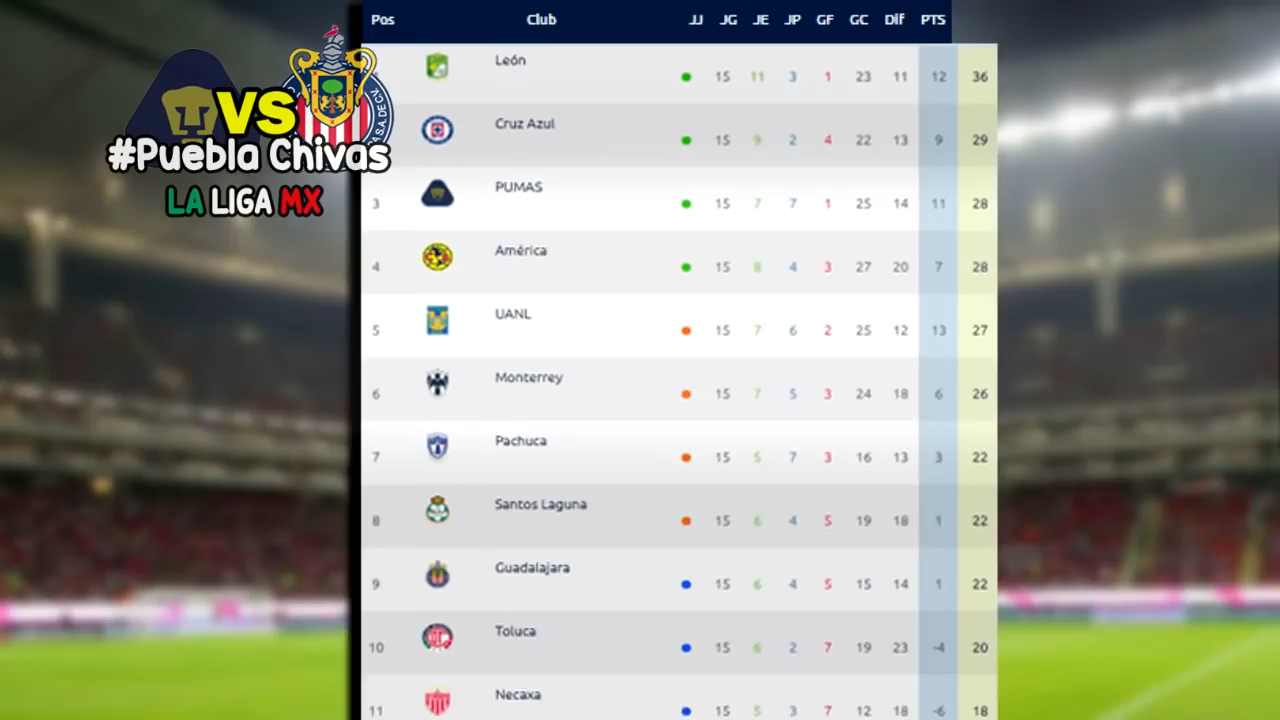 Pos Club JJ JG JE JP GF GC Dif PTS
León 15 11 3 1 23 11 12 36
Cruz Azul 15 9 2 4 22 13 9 29
3 PUMAS 15 7 7 1 25 14 11 28
4 América 15 8 4 3 27 20 7 28
5 UANL 15 7 6 2 25 12 13 27
6 Monterrey 15 7 5 3 24 18 6 26
7 Pachuca 15 5 7 3 16 13 3 22
8 Santos Laguna 15 6 4 5 19 18 1 22
9 Guadalajara 15 6 4 5 15 14 1 22
10 Toluca 15 6 2 7 19 23 -4 20
11 Necaxa 15 5 3 7 12 18 -6 18
VS
#Puebla Chivas
LA LIGA MX